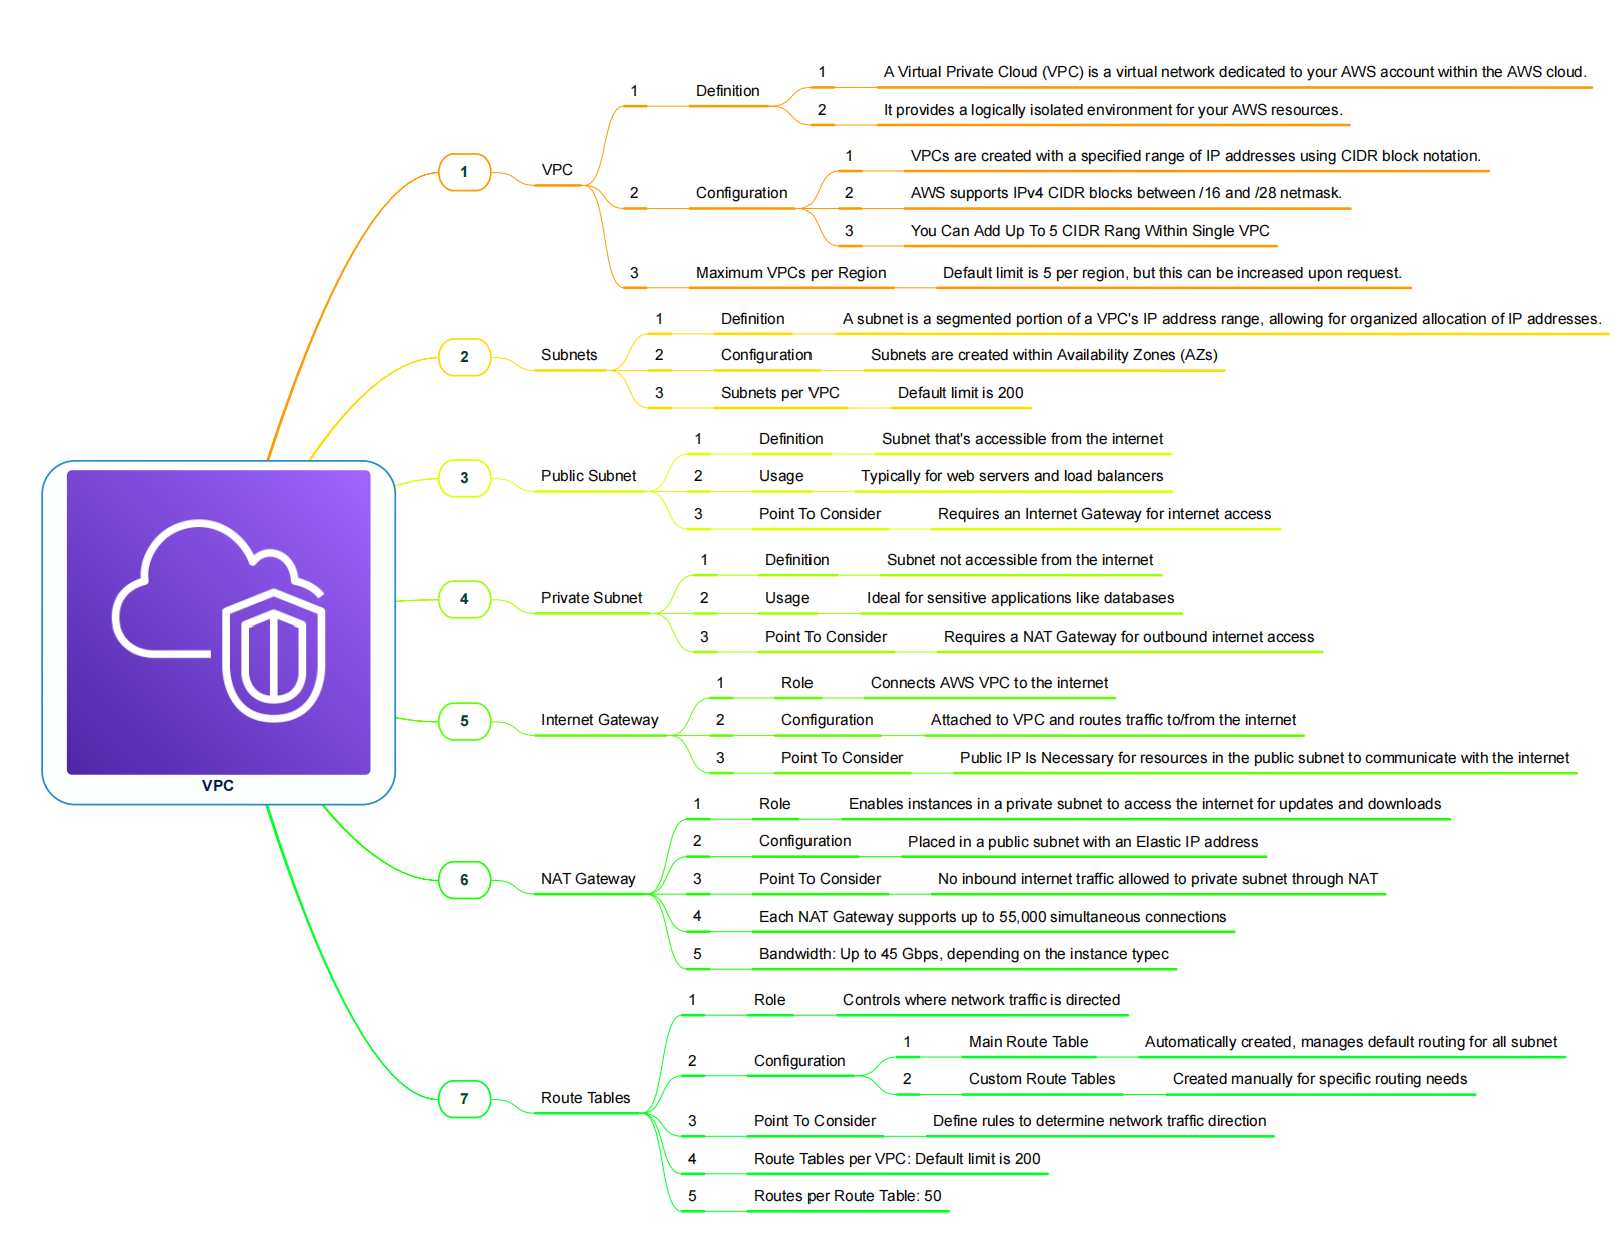 VPC
1
VPC
1
Definition
1
A Virtual Private Cloud (VPC) is a virtual network dedicated to your AWS account within the AWS cloud.
2
It provides a logically isolated environment for your AWS resources.
2
Configuration
1
VPCs are created with a specified range of IP addresses using CIDR block notation.
2
AWS supports IPv4 CIDR blocks between /16 and /28 netmask.
3
You Can Add Up To 5 CIDR Rang Within Single VPC
3
Maximum VPCs per Region
Default limit is 5 per region, but this can be increased upon request.
2
Subnets
1
Definition
A subnet is a segmented portion of a VPC's IP address range, allowing for organized allocation of IP addresses.
2
Configuration
Subnets are created within Availability Zones (AZs)
3
Subnets per VPC
Default limit is 200
3
Public Subnet
1
Definition
Subnet that's accessible from the internet
2
Usage
Typically for web servers and load balancers
3
Point To Consider
Requires an Internet Gateway for internet access
4
Private Subnet
1
Definition
Subnet not accessible from the internet
2
Usage
Ideal for sensitive applications like databases
3
Point To Consider
Requires a NAT Gateway for outbound internet access
5
Internet Gateway
1
Role
Connects AWS VPC to the internet
2
Configuration
Attached to VPC and routes traffic to/from the internet
3
Point To Consider
Public IP Is Necessary for resources in the public subnet to communicate with the internet
6
NAT Gateway
1
Role
Enables instances in a private subnet to access the internet for updates and downloads
2
Configuration
Placed in a public subnet with an Elastic IP address
3
Point To Consider
No inbound internet traffic allowed to private subnet through NAT
4
Each NAT Gateway supports up to 55,000 simultaneous connections
5
Bandwidth: Up to 45 Gbps, depending on the instance typec
7
Route Tables
1
Role
Controls where network traffic is directed
2
Configuration
1
Main Route Table
Automatically created, manages default routing for all subnet
2
Custom Route Tables
Created manually for specific routing needs
3
Point To Consider
Define rules to determine network traffic direction
4
Route Tables per VPC: Default limit is 200
5
Routes per Route Table: 50